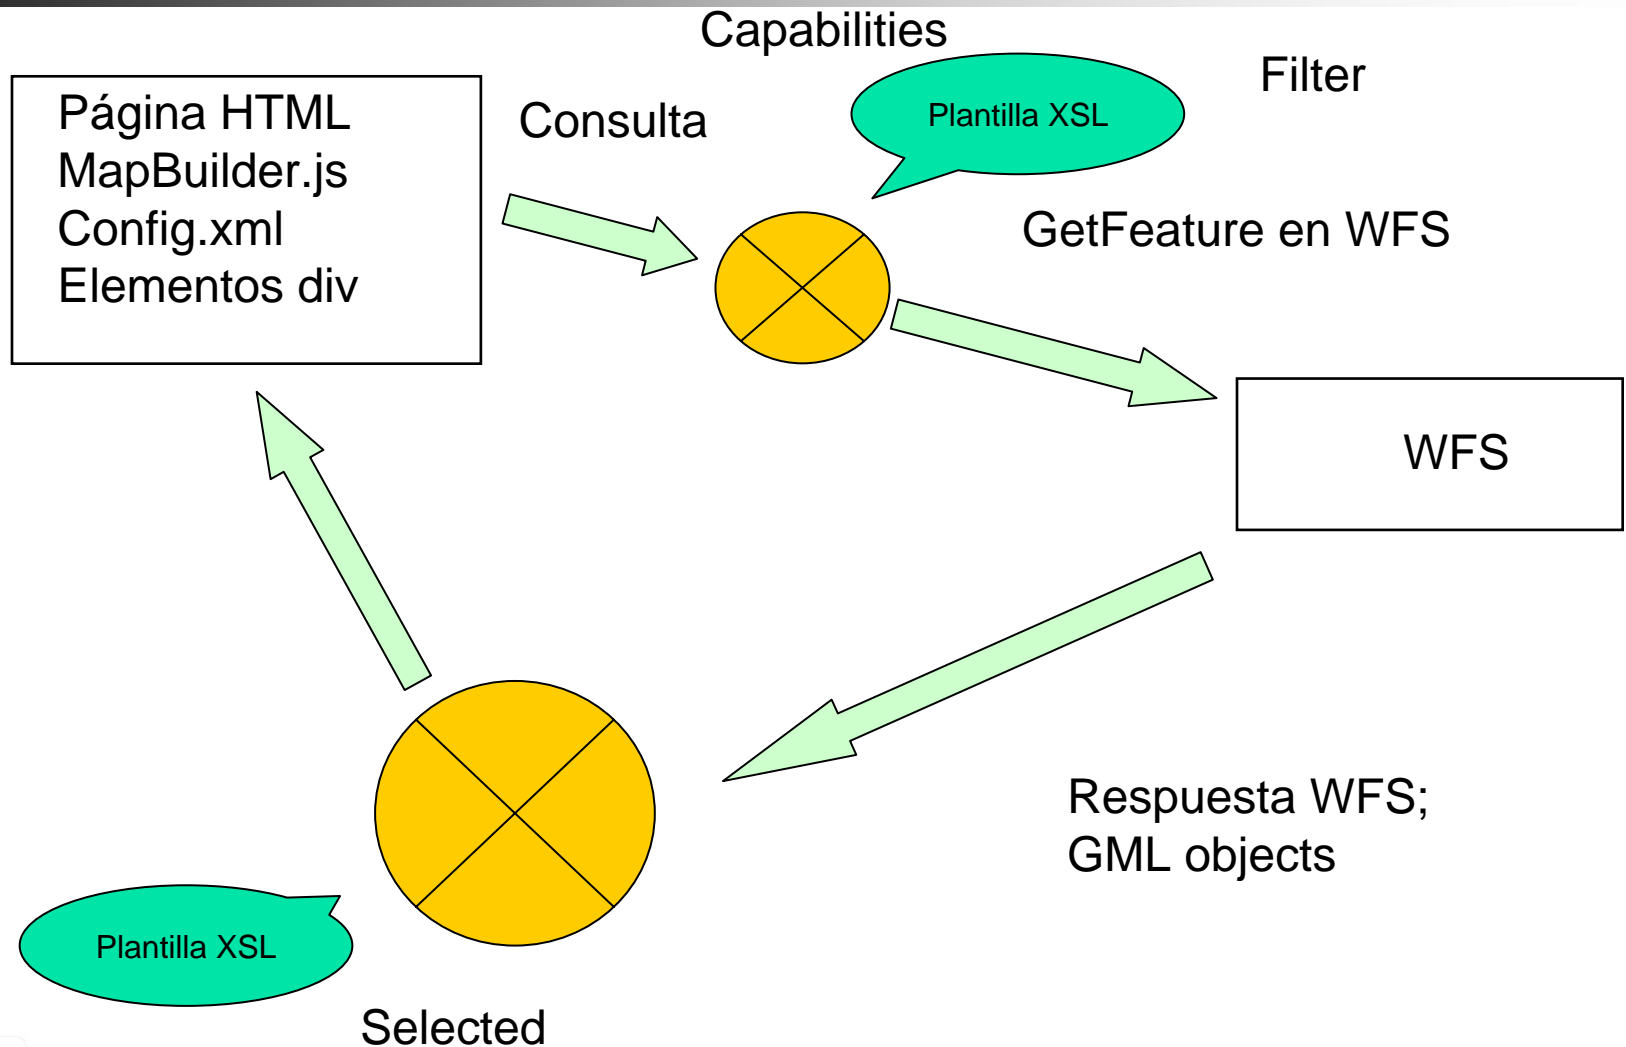 Capabilities
Filter
Página HTML
MapBuilder.js
Config.xml
Elementos div
Consulta
Plantilla XSL
GetFeature en WFS
WFS
Respuesta WFS;
GML objects
Plantilla XSL
Selected